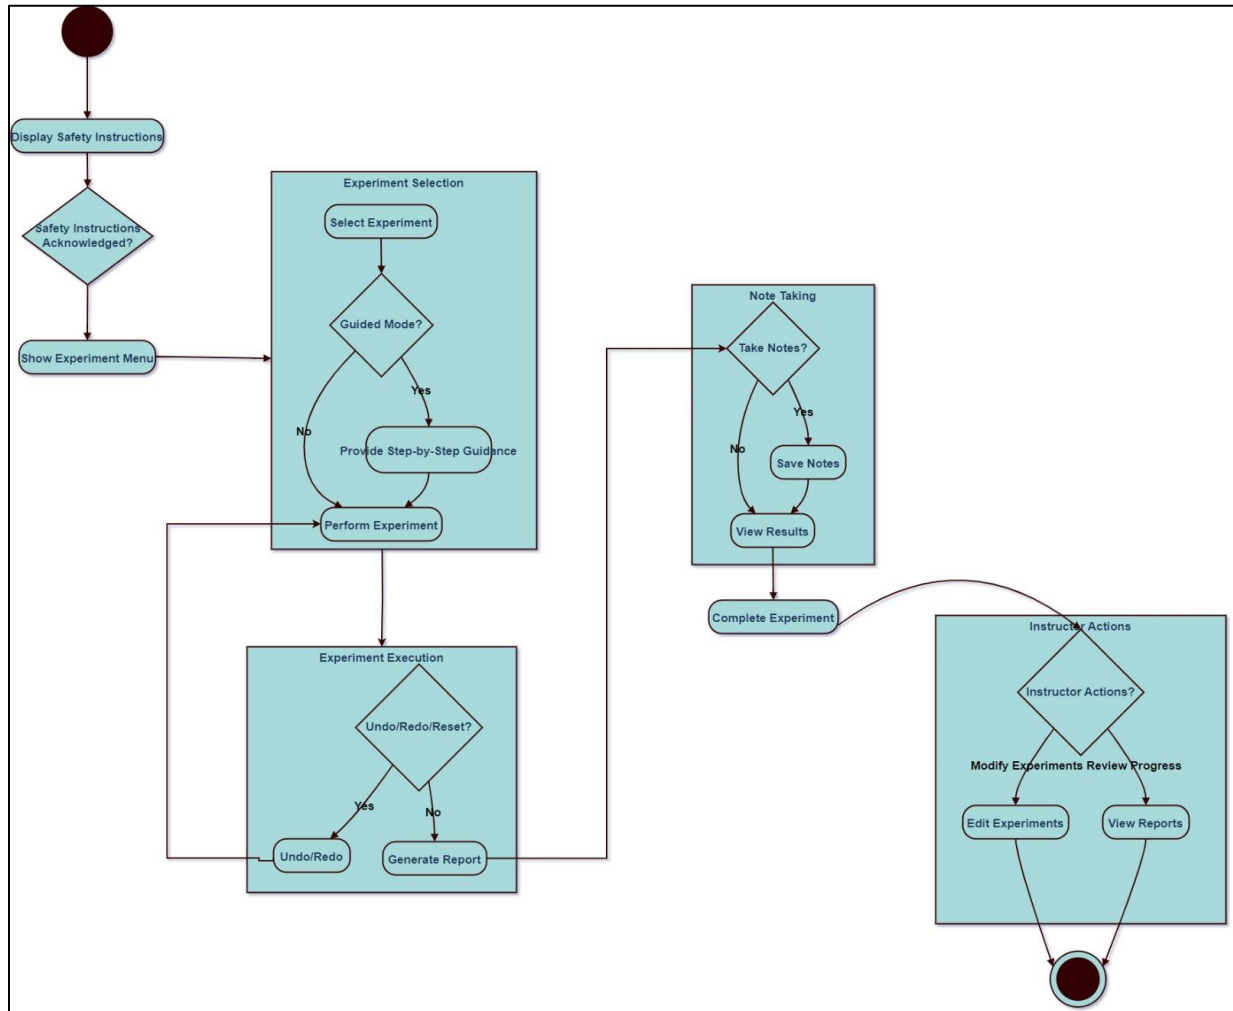 Display Safety Instructions
Safety Instructions
Acknowledged?
Show Experiment Menu
Experiment Selection
Select Experiment
Guided Mode?
Yes
No
Provide Step-by-Step Guidance
Perform Experiment
Experiment Execution
Undo/Redo/Reset?
Yes
No
Undo/Redo
Generate Report
Note Taking
Take Notes?
Yes
No
Save Notes
View Results
Complete Experiment
Instructor Actions
Instructor Actions?
Modify Experiments Review Progress
Edit Experiments
View Reports